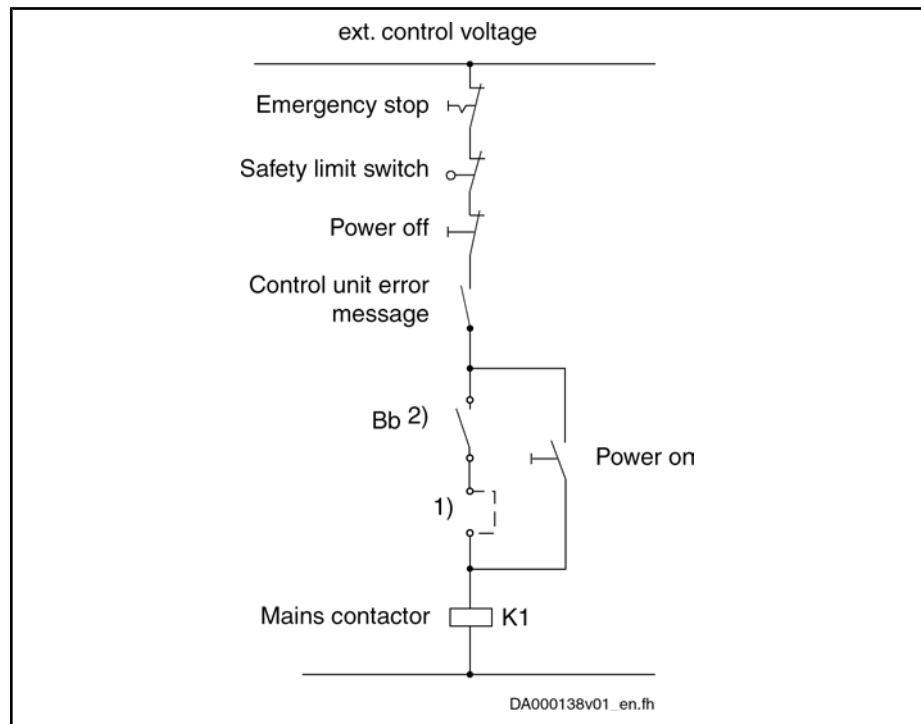 ext. control voltage
Emergency stop
Safety limit switch
Power off
Control unit error
message
Bb 2)
Power on
1)
Mains contactor K1
DA000138v01_en.fh